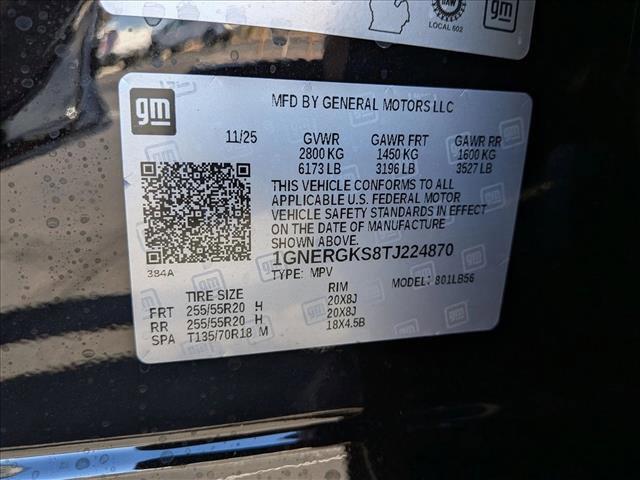 UAW
LOCAL 602
gm
gm
MFD BY GENERAL MOTORS LLC
11/25 GVWR GAWR FRT GAWR RR
2800 KG 1450 KG 1600 KG
6173 LB 3196 LB 3527 LB
THIS VEHICLE CONFORMS TO ALL
APPLICABLE U.S. FEDERAL MOTOR
VEHICLE SAFETY STANDARDS IN EFFECT
ON THE DATE OF MANUFACTURE
SHOWN ABOVE.
1GNERGKS8TJ224870
384A TYPE: MPV MODEL: 801LB56
TIRE SIZE RIM
FRT 255/55R20 H 20X8J
RR 255/55R20 H 20X8J
SPA T135/70R18 M 18X4.5B